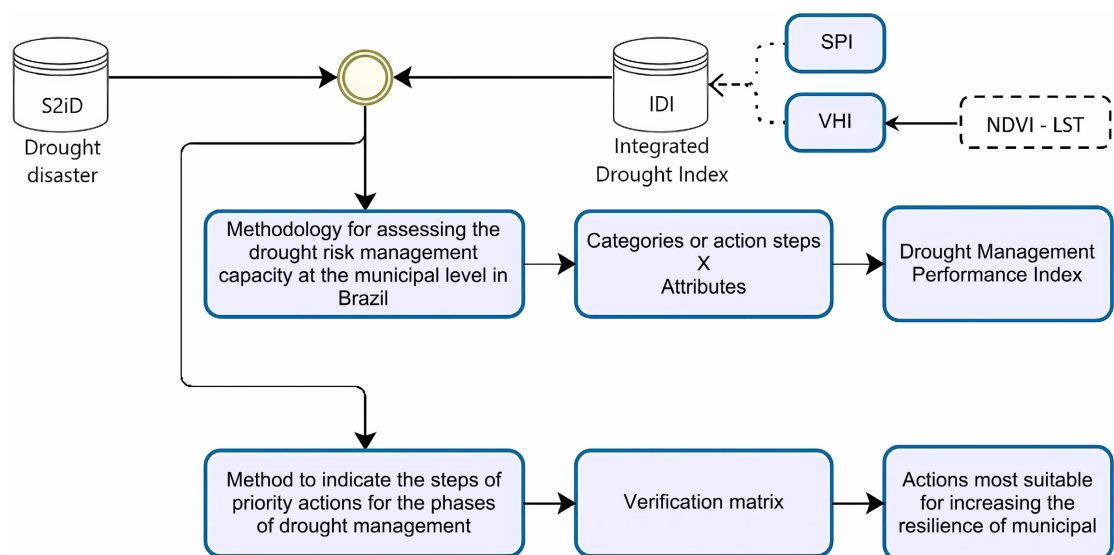 S2iD
Drought
disaster
IDI
Integrated
Drought Index
SPI
VHI
NDVI - LST
Methodology for assessing the
drought risk management
capacity at the municipal level in
Brazil
Categories or action steps
X
Attributes
Drought Management
Performance Index
Method to indicate the steps of
priority actions for the phases
of drought management
Verification matrix
Actions most suitable
for increasing the
resilience of municipal